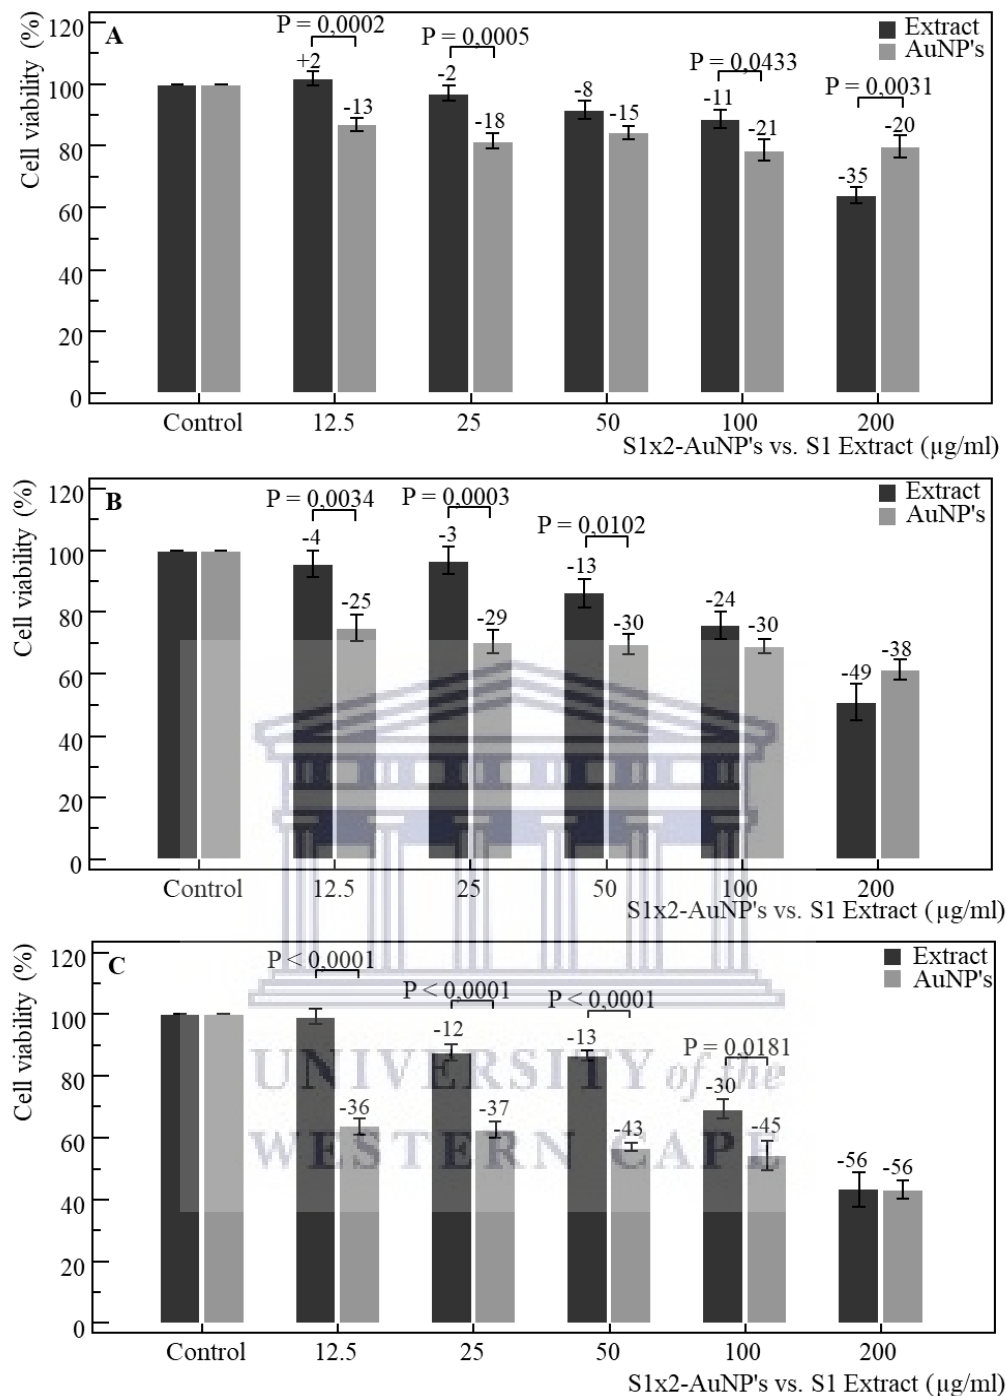 A
Extract
AuNP's
P = 0,0002
P = 0,0005
P = 0,0433
P = 0,0031
+2
-13
-2
-18
-8
-15
-11
-21
-35
-20
Cell viability (%)
120
100
80
60
40
20
0
Control 12.5 25 50 100 200
S1x2-AuNP's vs. S1 Extract (µg/ml)
B
Extract
AuNP's
P = 0,0034
P = 0,0003
P = 0,0102
-4
-25
-3
-29
-13
-30
-24
-30
-49
-38
Cell viability (%)
120
100
80
60
40
20
0
Control 12.5 25 50 100 200
S1x2-AuNP's vs. S1 Extract (µg/ml)
C
Extract
AuNP's
P < 0,0001
P < 0,0001
P < 0,0001
P = 0,0181
-36
-12
-37
-13
-43
-30
-45
-56
-56
Cell viability (%)
120
100
80
60
40
20
0
UNIVERSITY of the
WESTERN CAPE
Control 12.5 25 50 100 200
S1x2-AuNP's vs. S1 Extract (µg/ml)